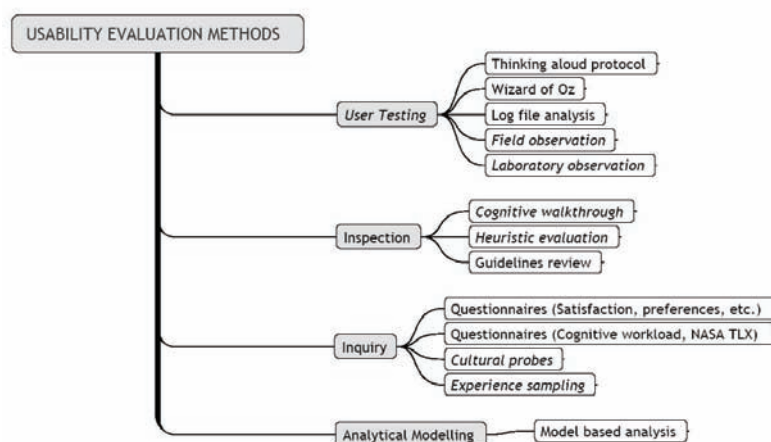 USABILITY EVALUATION METHODS
User Testing
Thinking aloud protocol
Wizard of Oz
Log file analysis
Field observation
Laboratory observation
Inspection
Cognitive walkthrough
Heuristic evaluation
Guidelines review
Inquiry
Questionnaires (Satisfaction, preferences, etc.)
Questionnaires (Cognitive workload, NASA TLX)
Cultural probes
Experience sampling
Analytical Modelling
Model based analysis